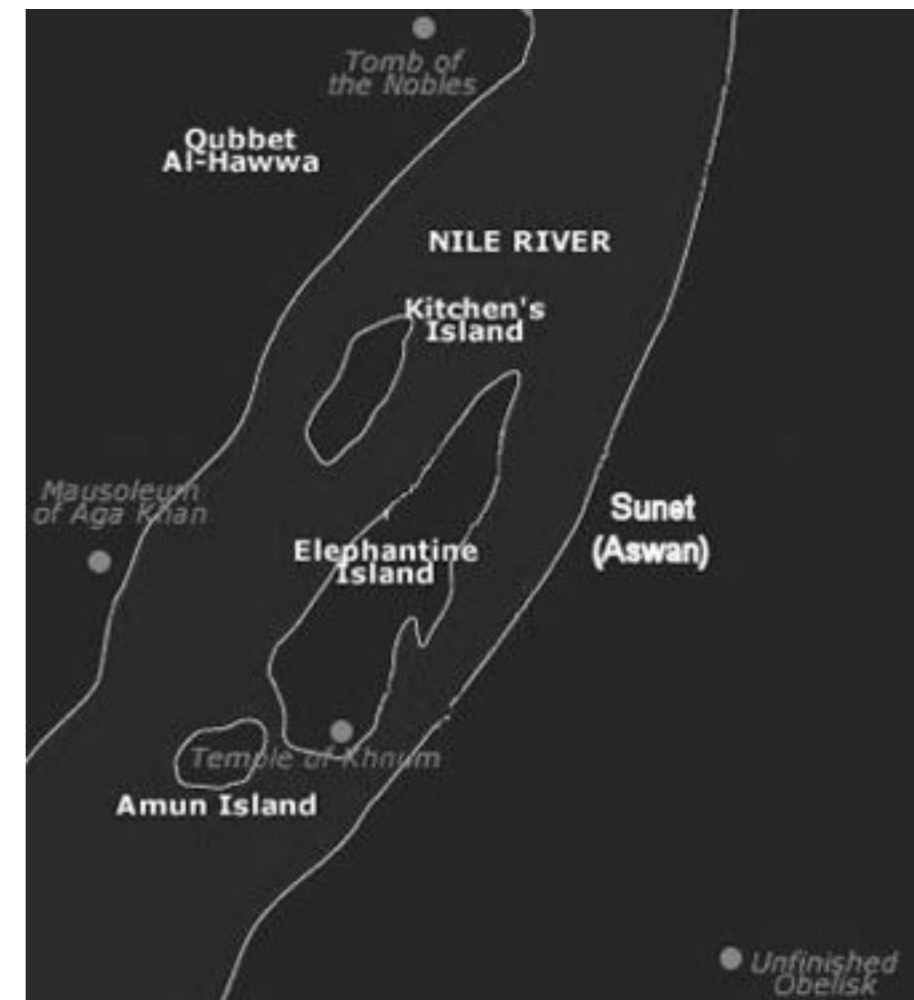 Tomb of
the Nobles
Qubbet
Al-Hawwa
NILE RIVER
Kitchen's
Island
Mausoleum
of Aga Khan
Sunet
(Aswan)
Elephantine
Island
Temple of Khnum
Amun Island
Unfinished
Obelisk